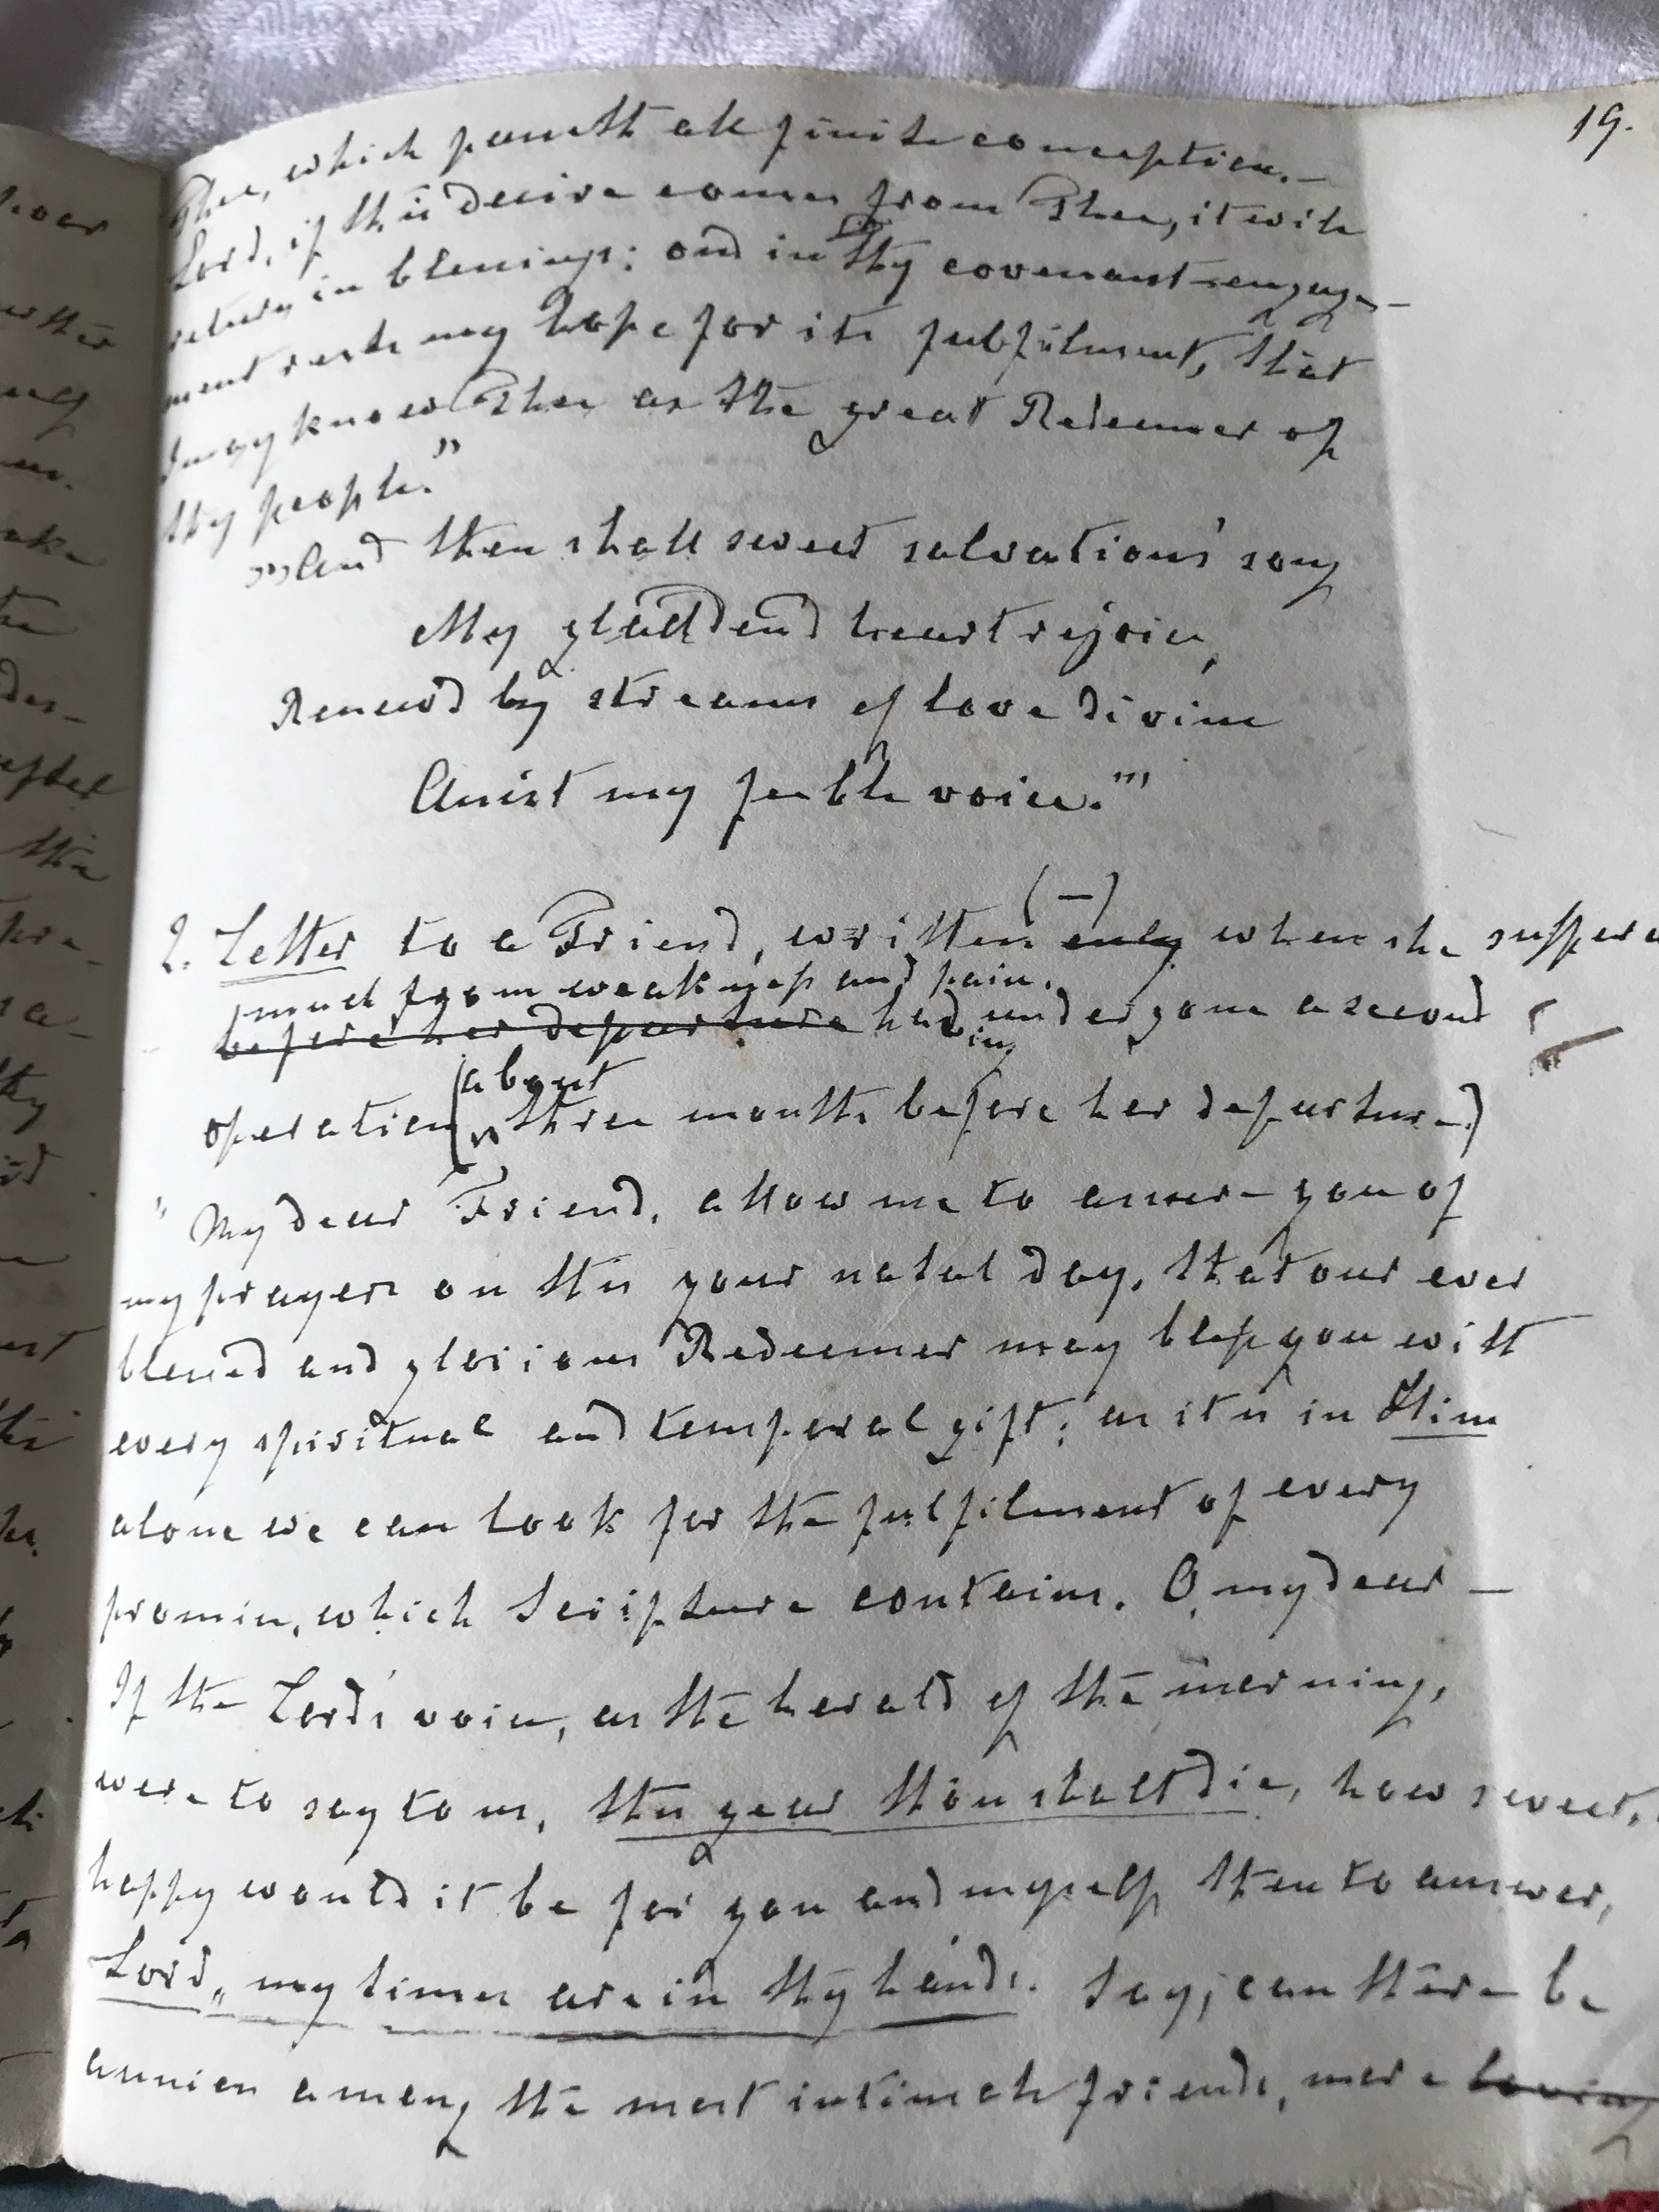 19.
Thee, which passeth all finite conception. —
Lord, if this desire comes from Thee, it will
return in blessings: and in Thy covenant-engage-
ment rests my hope for its fulfilment, that
I may know Thee as the great Redeemer of
thy people."
"“And then shall sweet salvations' song
My gladdend heart rejoice,
Renewd by streams of love divine
Assist my feeble voice.”"
2. Letter to a Friend, written (—) only when she suffere
much from weakness and pain.
before her departure had undergone a second
in
operation (about
three months before her departure)
"My dear Friend, allow me to assure you of
my prayers on this your natal day, that our ever
blessed and glorious Redeemer may bless you with
every spiritual and temporal gift; as it is in Him
alone we can look for the fulfilment of every
promise, which Scripture contains. O, my dear —
If the Lord's voice, as the herald of the morning,
were to say to us, this year thou shalt die, how sweet,
happy would it be for you and myself then to answer,
Lord, „my times are in thy hands. Say, can there be
a union among the most intimate friends, more loving